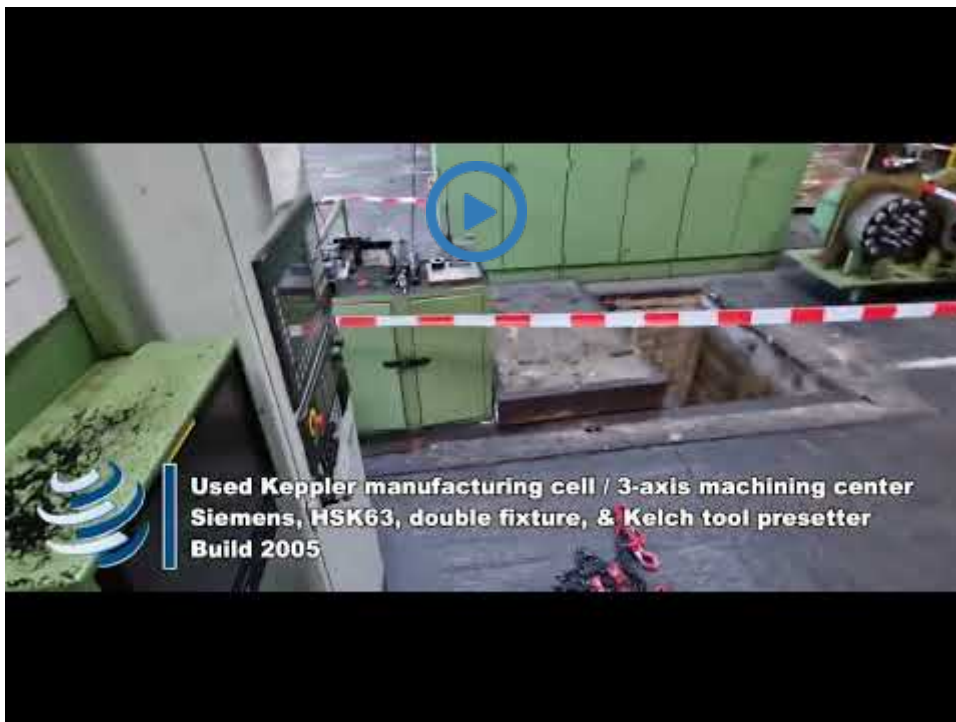 Used Keppler manufacturing cell / 3-axis machining center
Siemens, HSK63, double fixture, & Kelch tool presetter
Build 2005